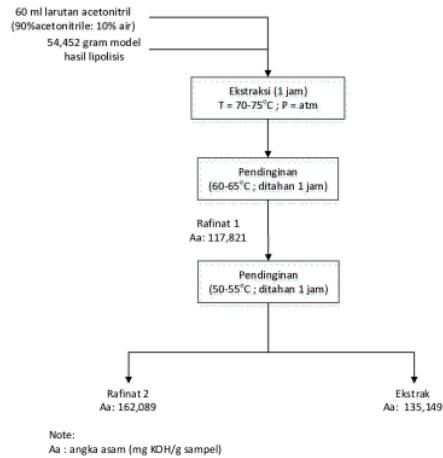 60 ml larutan acetonitril
(90%acetonitrile: 10% air)
54,452 gram model
hasil lipolisis
Ekstraksi (1 jam)
T = 70-75°C ; P = atm
Pendinginan
(60-65°C ; ditahan 1 jam)
Rafinat 1
Aa: 117,821
Pendinginan
(50-55°C ; ditahan 1 jam)
Rafinat 2
Aa: 162,089
Ekstrak
Aa: 135,149
Note:
Aa : angka asam (mg KOH/g sampel)